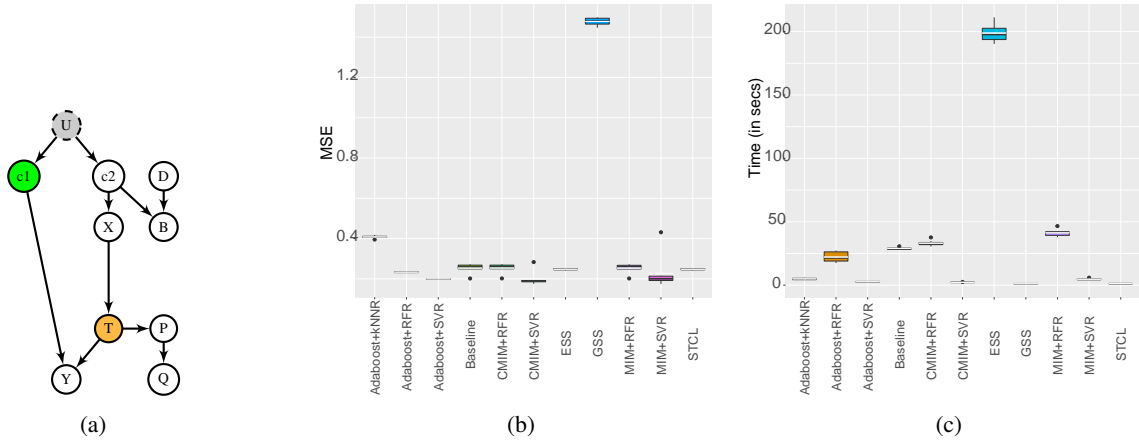 U
c1
c2
D
X
B
T
P
Y
Q
(a)
MSE
1.2
0.8
0.4
Adaboost+kNNR
Adaboost+RFR
Adaboost+SVR
Baseline
CMIM+RFR
CMIM+SVR
ESS
GSS
MIM+RFR
MIM+SVR
STCL
(b)
Time (in secs)
200
150
100
50
0
Adaboost+kNNR
Adaboost+RFR
Adaboost+SVR
Baseline
CMIM+RFR
CMIM+SVR
ESS
GSS
MIM+RFR
MIM+SVR
STCL
(c)